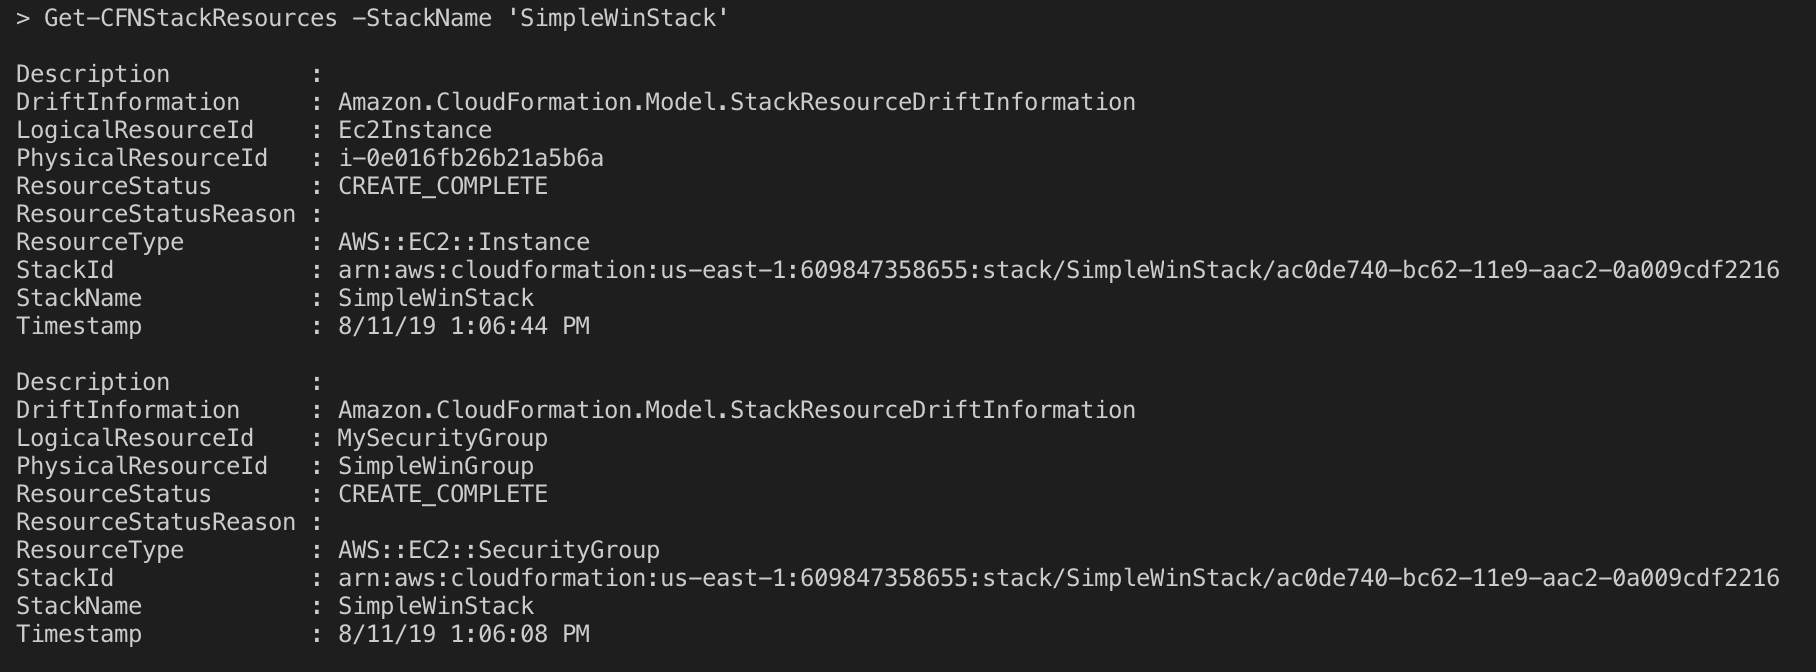 > Get-CFNStackResources -StackName 'SimpleWinStack'
Description :
DriftInformation : Amazon.CloudFormation.Model.StackResourceDriftInformation
LogicalResourceId : Ec2Instance
PhysicalResourceId : i-0e016fb26b21a5b6a
ResourceStatus : CREATE_COMPLETE
ResourceStatusReason :
ResourceType : AWS::EC2::Instance
StackId : arn:aws:cloudformation:us-east-1:609847358655:stack/SimpleWinStack/ac0de740-bc62-11e9-aac2-0a009cdf2216
StackName : SimpleWinStack
Timestamp : 8/11/19 1:06:44 PM
Description :
DriftInformation : Amazon.CloudFormation.Model.StackResourceDriftInformation
LogicalResourceId : MySecurityGroup
PhysicalResourceId : SimpleWinGroup
ResourceStatus : CREATE_COMPLETE
ResourceStatusReason :
ResourceType : AWS::EC2::SecurityGroup
StackId : arn:aws:cloudformation:us-east-1:609847358655:stack/SimpleWinStack/ac0de740-bc62-11e9-aac2-0a009cdf2216
StackName : SimpleWinStack
Timestamp : 8/11/19 1:06:08 PM